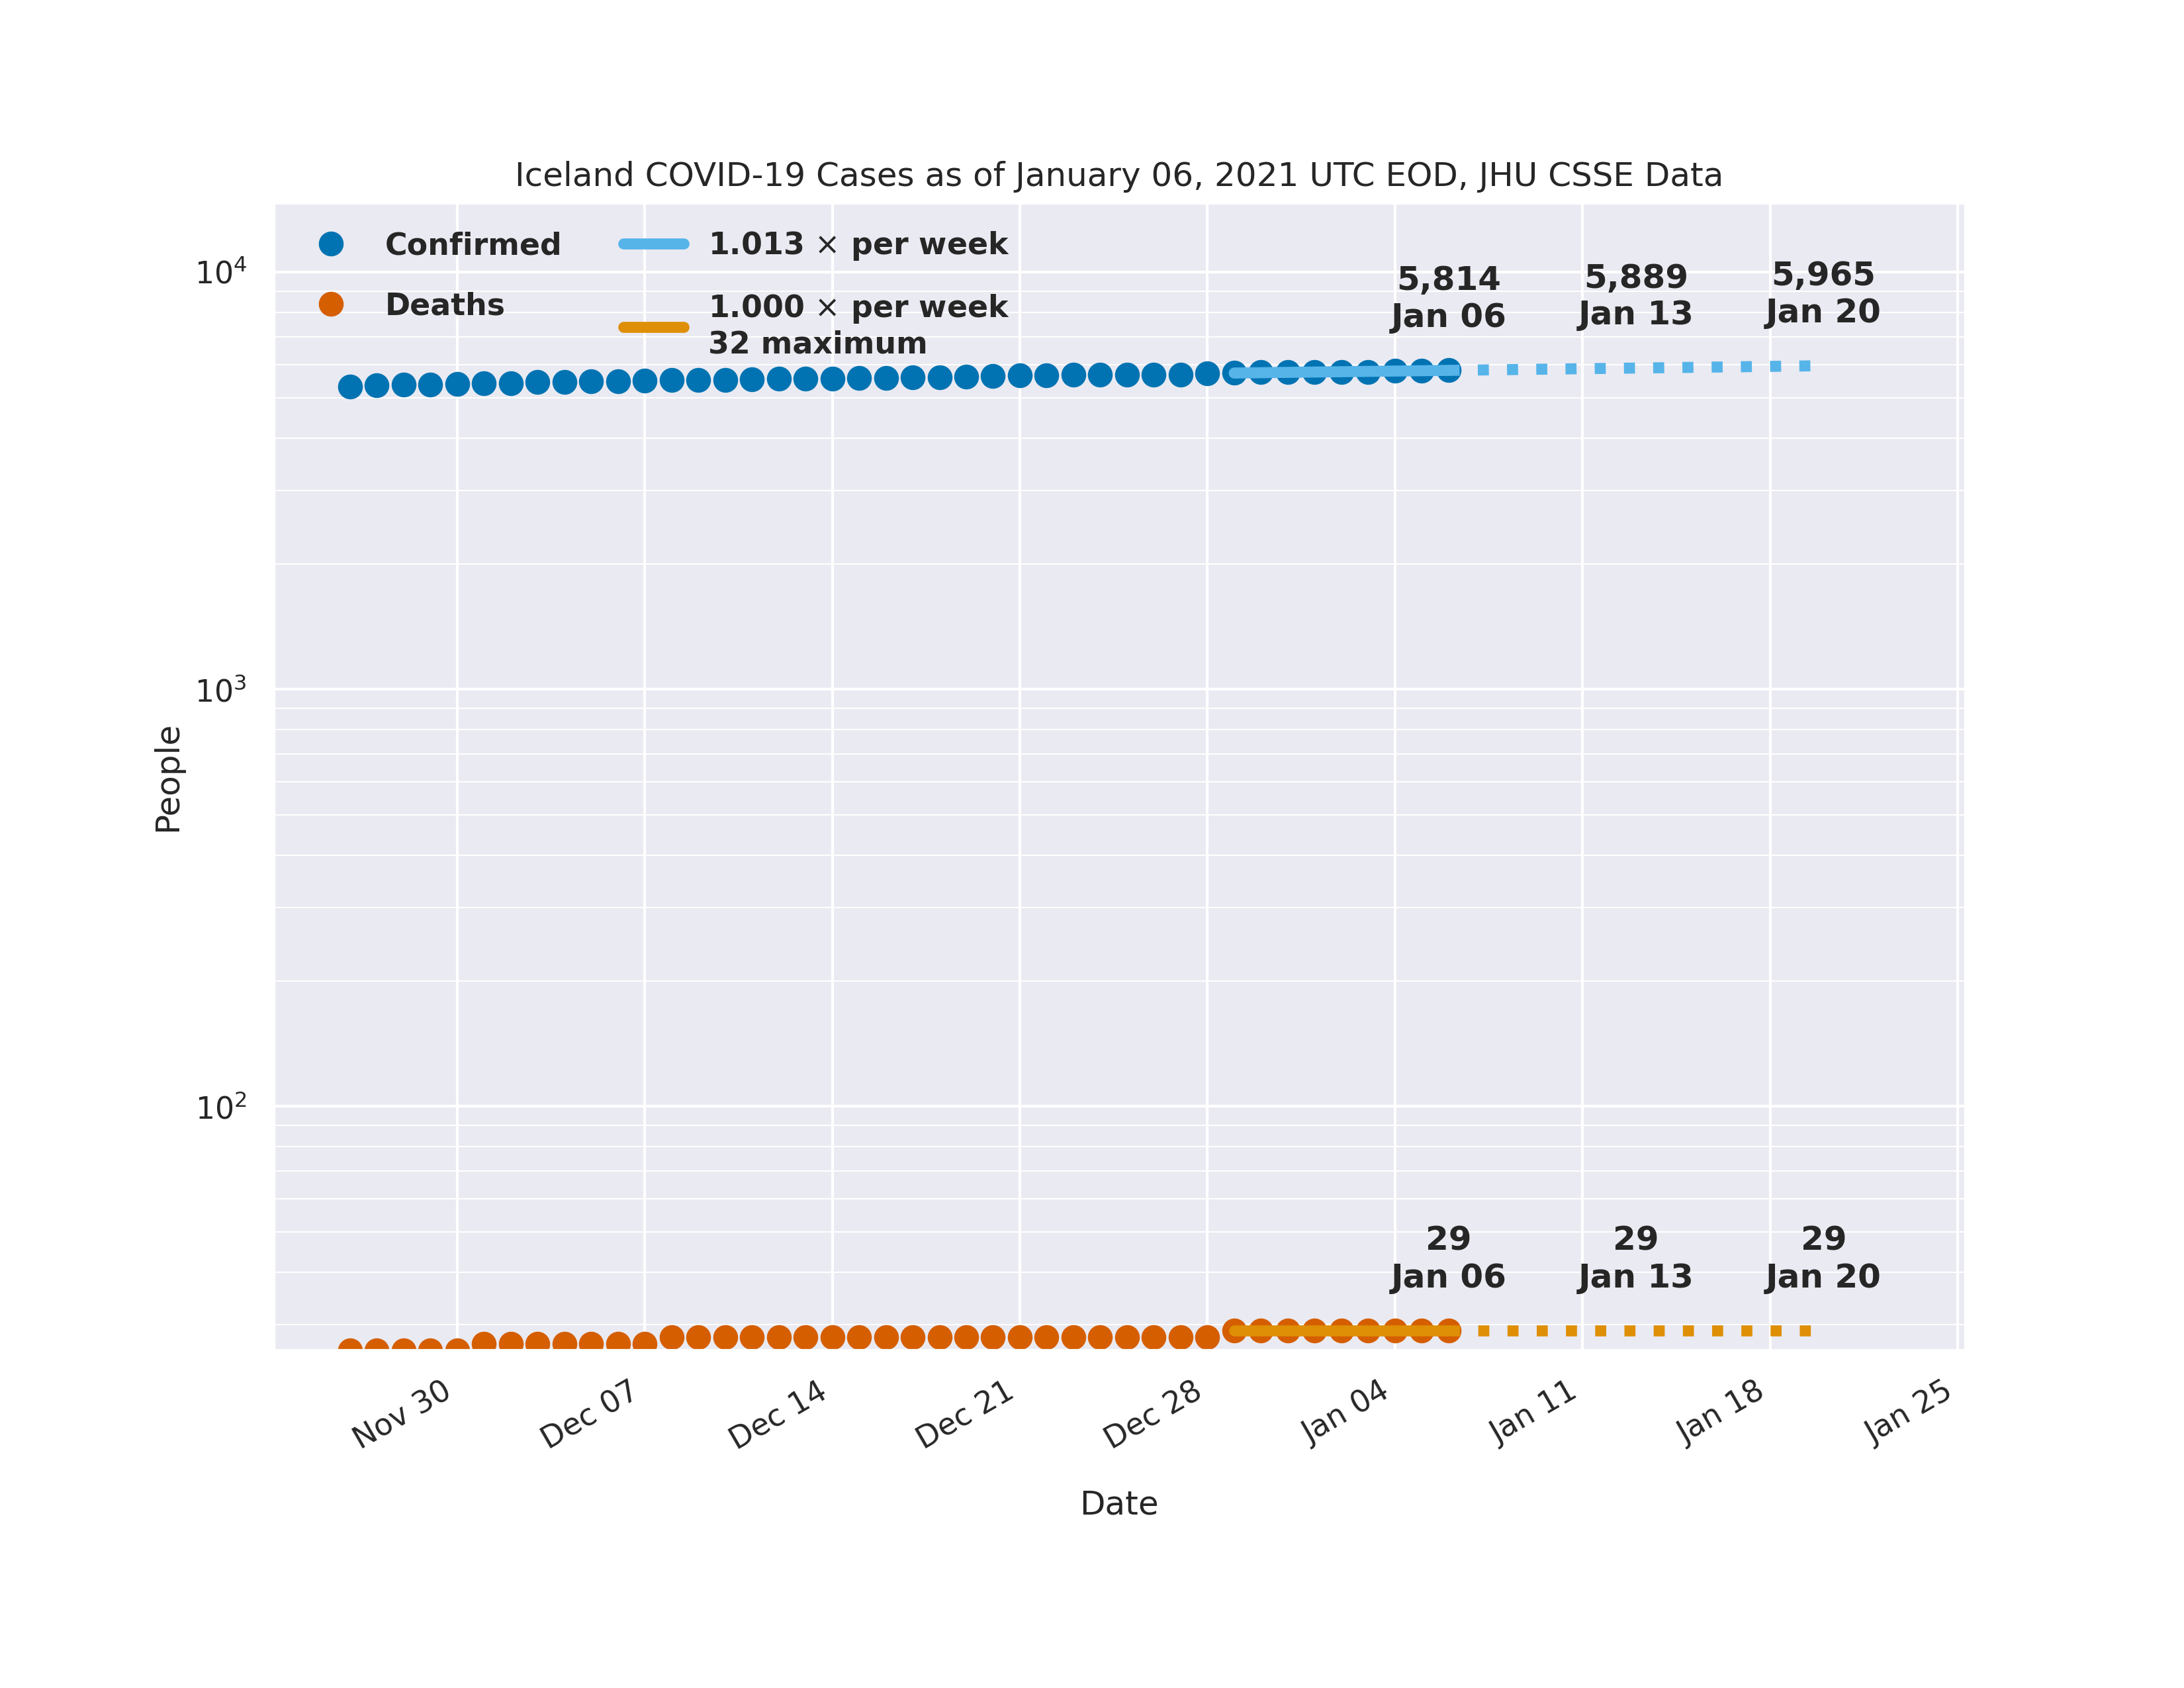 Iceland COVID-19 Cases as of January 06, 2021 UTC EOD, JHU CSSE Data
Confirmed
Deaths
1.013 × per week
1.000 × per week
32 maximum
5,814
Jan 06
5,889
Jan 13
5,965
Jan 20
29
Jan 06
29
Jan 13
29
Jan 20
10⁴
10³
10²
People
Nov 30
Dec 07
Dec 14
Dec 21
Dec 28
Jan 04
Jan 11
Jan 18
Jan 25
Date